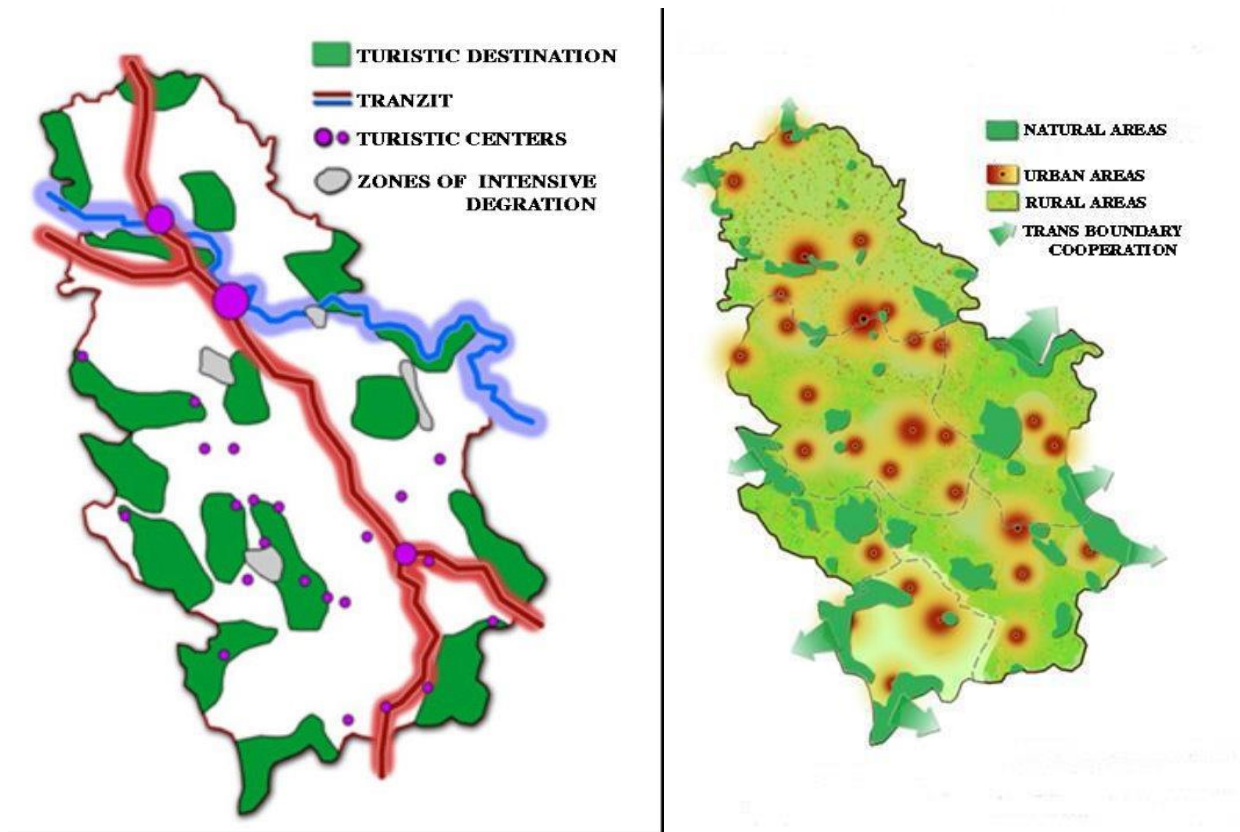 TURISTIC DESTINATION
TRANZIT
TURISTIC CENTERS
ZONES OF INTENSIVE
DEGRATION
NATURAL AREAS
URBAN AREAS
RURAL AREAS
TRANS BOUNDARY
COOPERATION